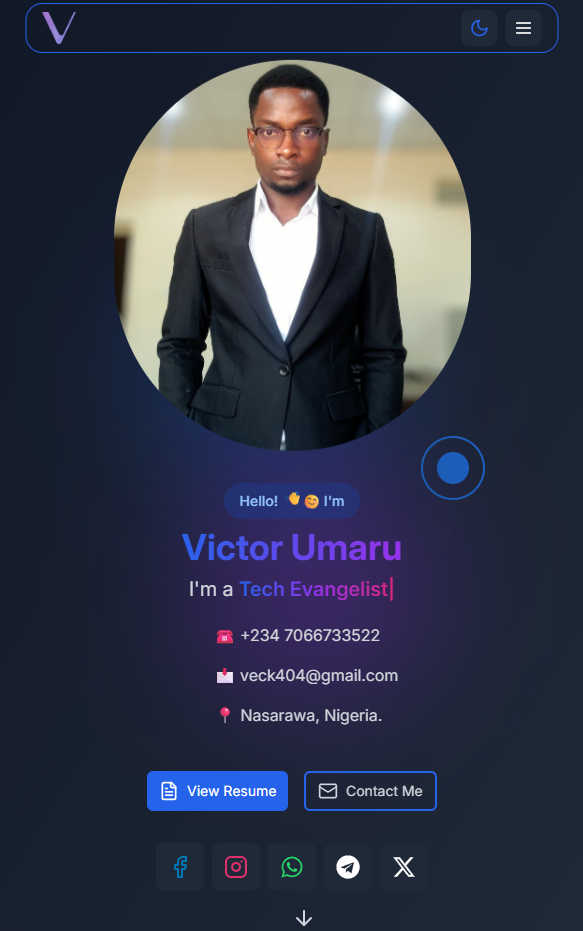 V
Hello! 👋😊 I'm
Victor Umaru
I'm a Tech Evangelist|
☎️ +234 7066733522
📩 veck404@gmail.com
📍 Nasarawa, Nigeria.
View Resume
Contact Me